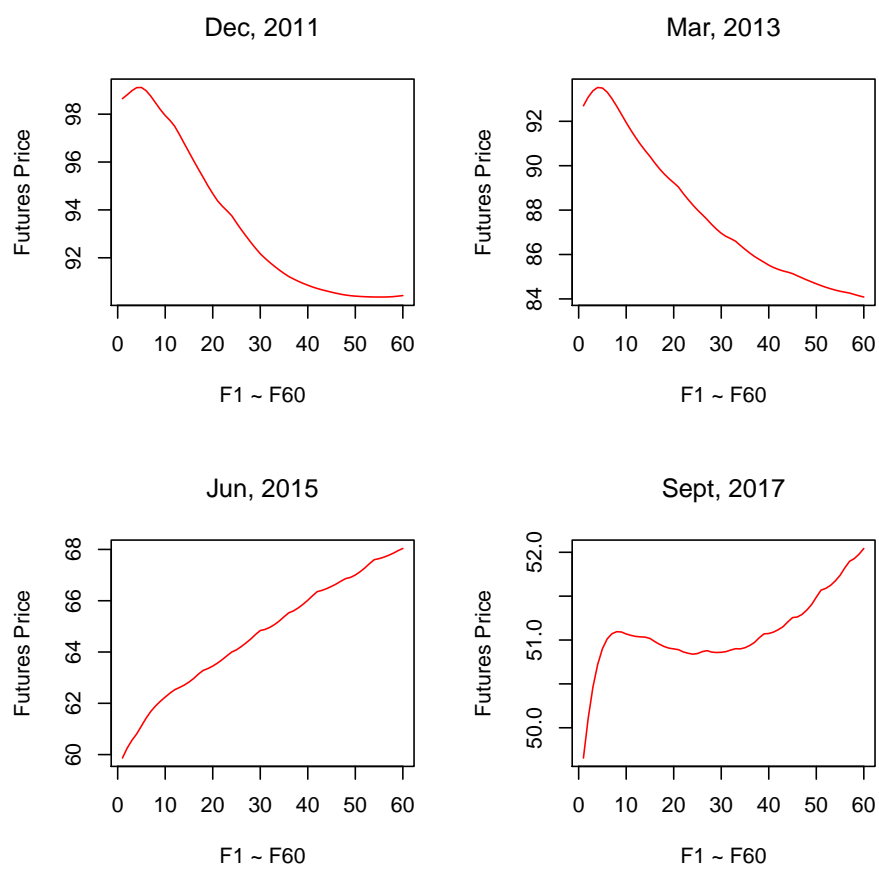 Dec, 2011
Futures Price
98
96
94
92
0 10 20 30 40 50 60
F1 ~ F60
Mar, 2013
Futures Price
92
90
88
86
84
0 10 20 30 40 50 60
F1 ~ F60
Jun, 2015
Futures Price
68
66
64
62
60
0 10 20 30 40 50 60
F1 ~ F60
Sept, 2017
Futures Price
52.0
51.0
50.0
0 10 20 30 40 50 60
F1 ~ F60